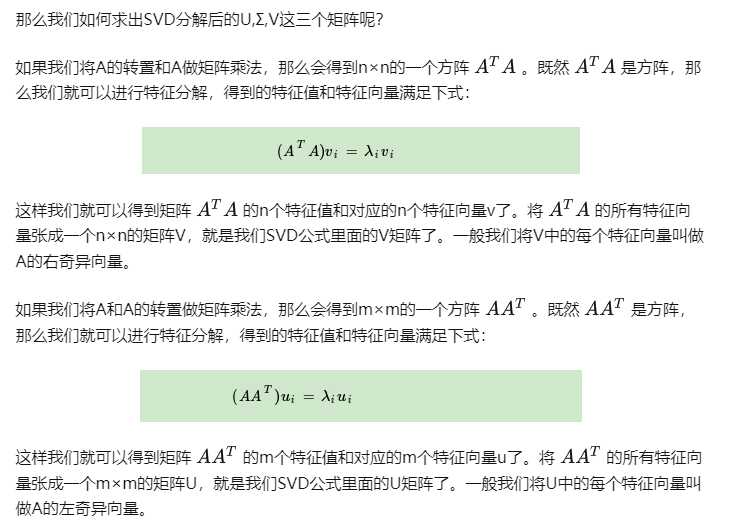 那么我们如何求出SVD分解后的U,Σ,V这三个矩阵呢？
如果我们将A的转置和A做矩阵乘法，那么会得到n×n的一个方阵 AᵀA 。既然 AᵀA 是方阵，那
么我们就可以进行特征分解，得到的特征值和特征向量满足下式：
(AᵀA)vᵢ = λᵢvᵢ
这样我们就可以得到矩阵 AᵀA 的n个特征值和对应的n个特征向量v了。将 AᵀA 的所有特征向
量张成一个n×n的矩阵V，就是我们SVD公式里面的V矩阵了。一般我们将V中的每个特征向量叫做
A的右奇异向量。
如果我们将A和A的转置做矩阵乘法，那么会得到m×m的一个方阵 AAᵀ 。既然 AAᵀ 是方阵，
那么我们就可以进行特征分解，得到的特征值和特征向量满足下式：
(AAᵀ)uᵢ = λᵢuᵢ
这样我们就可以得到矩阵 AAᵀ 的m个特征值和对应的m个特征向量u了。将 AAᵀ 的所有特征向
量张成一个m×m的矩阵U，就是我们SVD公式里面的U矩阵了。一般我们将U中的每个特征向量叫
做A的左奇异向量。